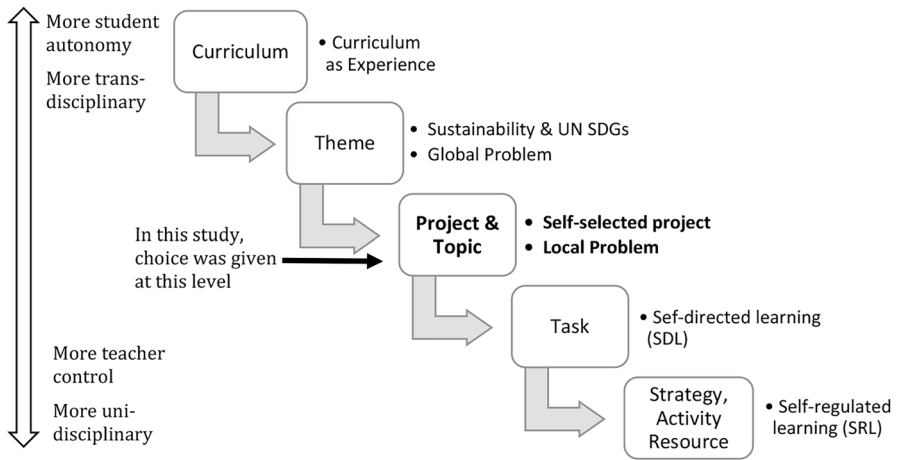 More student
autonomy
More trans-
disciplinary
Curriculum
• Curriculum
as Experience
Theme
• Sustainability & UN SDGs
• Global Problem
In this study,
choice was given
at this level
Project &
Topic
• Self-selected project
• Local Problem
Task
• Sef-directed learning
(SDL)
More teacher
control
More uni-
disciplinary
Strategy,
Activity
Resource
• Self-regulated
learning (SRL)